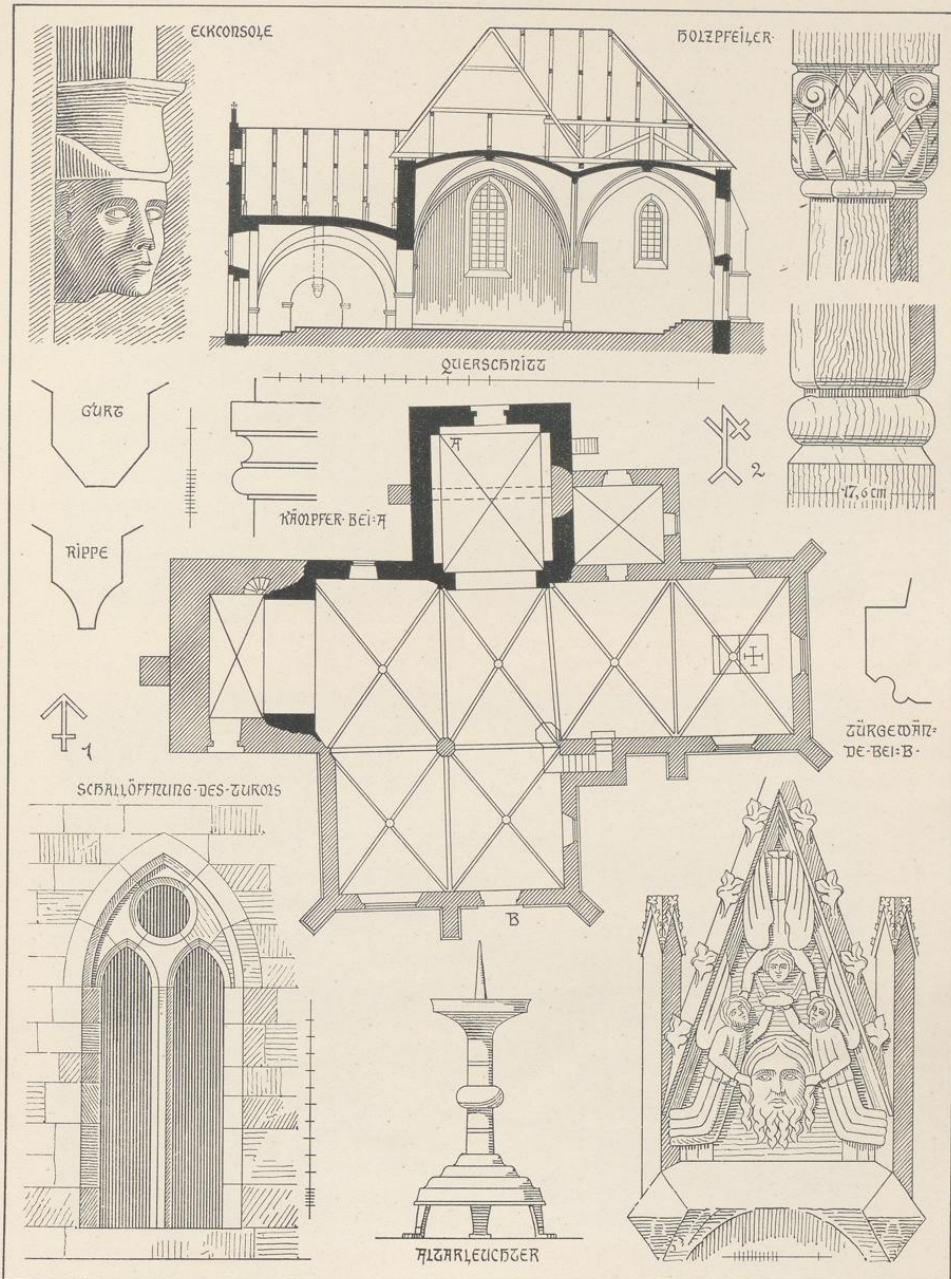 ECKCONSOLE
HOLZPFEILER·
QUERSCHNITT
GURT
A
2
17,6 cm
KÄMPFER·BEI=A
RIPPE
1
TÜRGEWÄN=
DE·BEI=B·
SCHALLÖFFNUNG·DES·TURMS
B
ALTARLEUCHTER